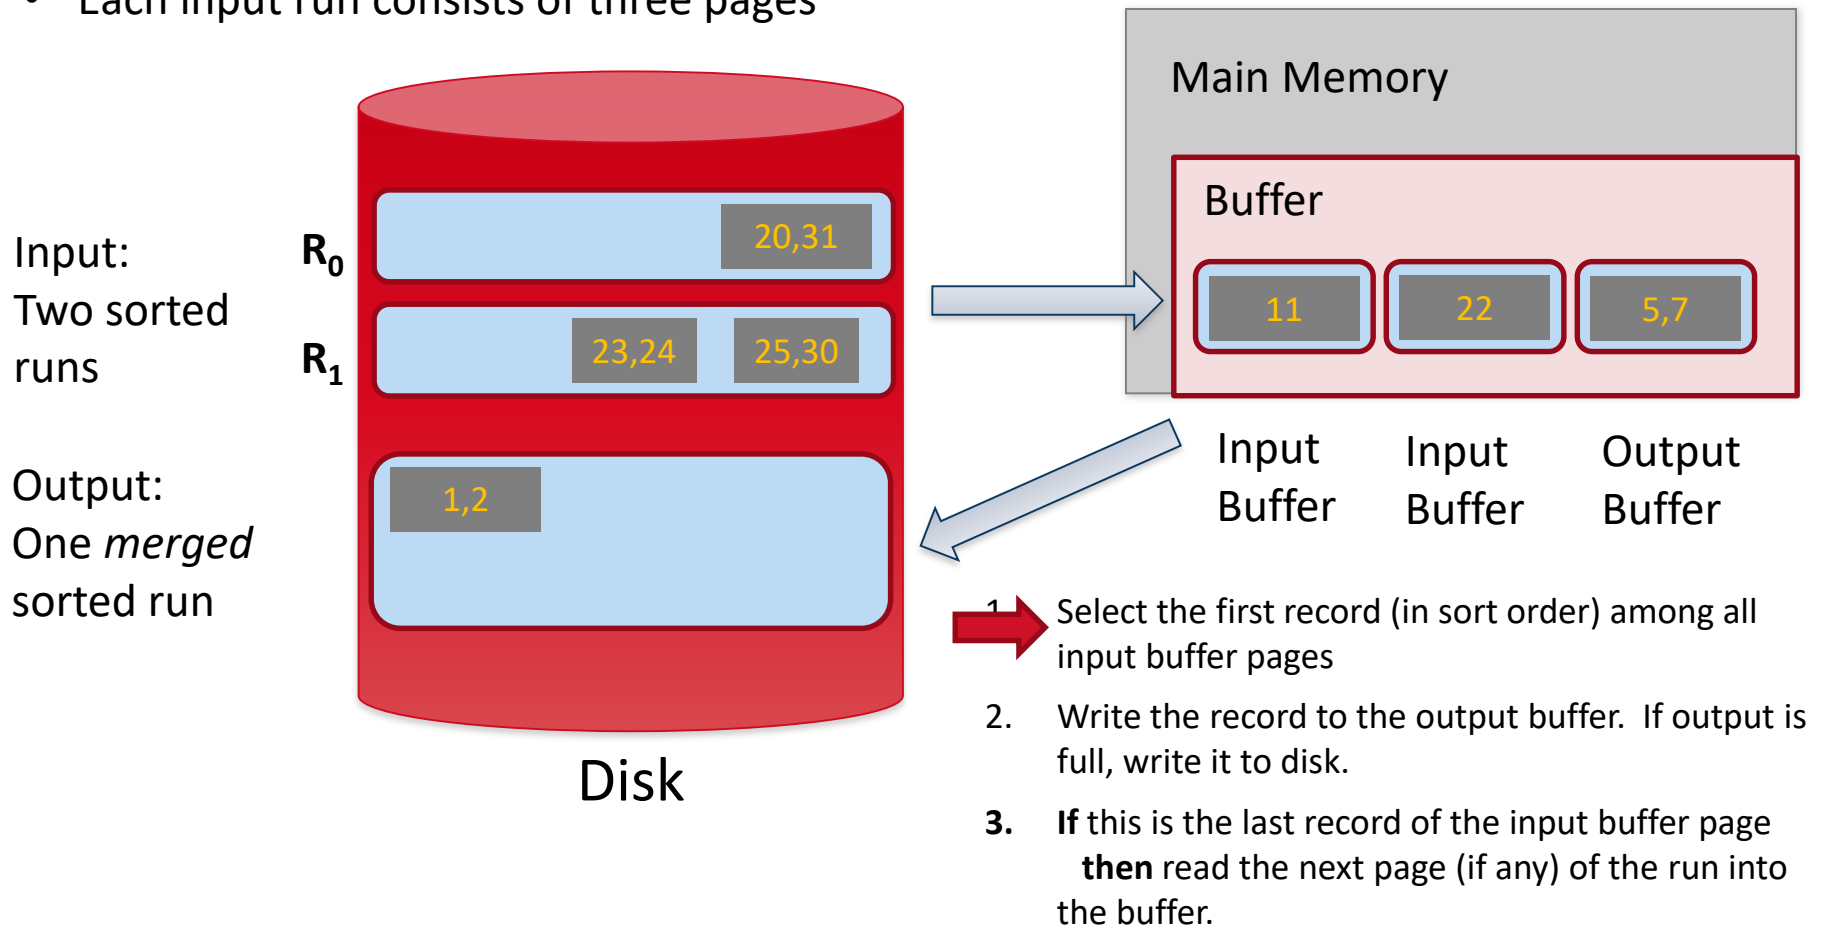 • Each input run consists of three pages
Main Memory
Buffer
Input:
Two sorted
runs
R0
20,31
R1
23,24 25,30
11 22 5,7
Input
Buffer
Input
Buffer
Output
Buffer
Output:
One merged
sorted run
1,2
Disk
1. Select the first record (in sort order) among all
input buffer pages
2. Write the record to the output buffer. If output is
full, write it to disk.
3. If this is the last record of the input buffer page
then read the next page (if any) of the run into
the buffer.